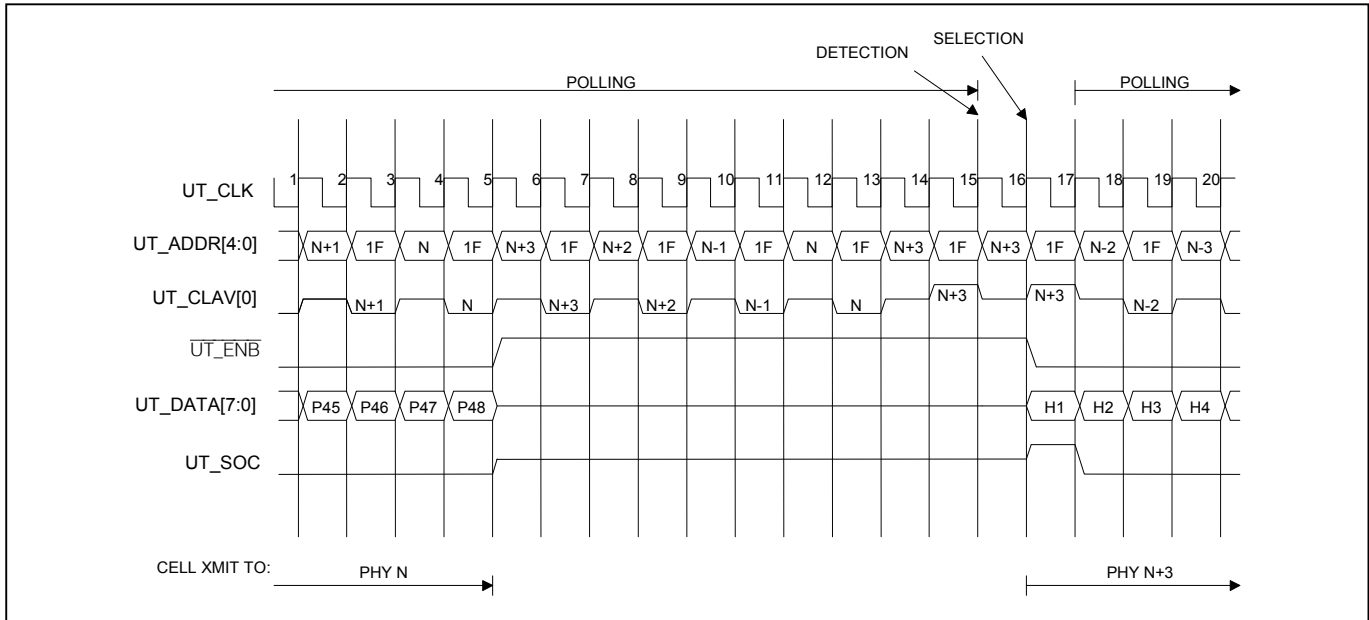 SELECTION
DETECTION
POLLING POLLING
UT_CLK 1 2 3 4 5 6 7 8 9 10 11 12 13 14 15 16 17 18 19 20
UT_ADDR[4:0] N+1 1F N 1F N+3 1F N+2 1F N-1 1F N 1F N+3 1F N+3 1F N-2 1F N-3
UT_CLAV[0] N+1 N N+3 N+2 N-1 N N+3 N+3 N-2
UT_ENB
UT_DATA[7:0] P45 P46 P47 P48 H1 H2 H3 H4
UT_SOC
CELL XMIT TO: PHY N PHY N+3